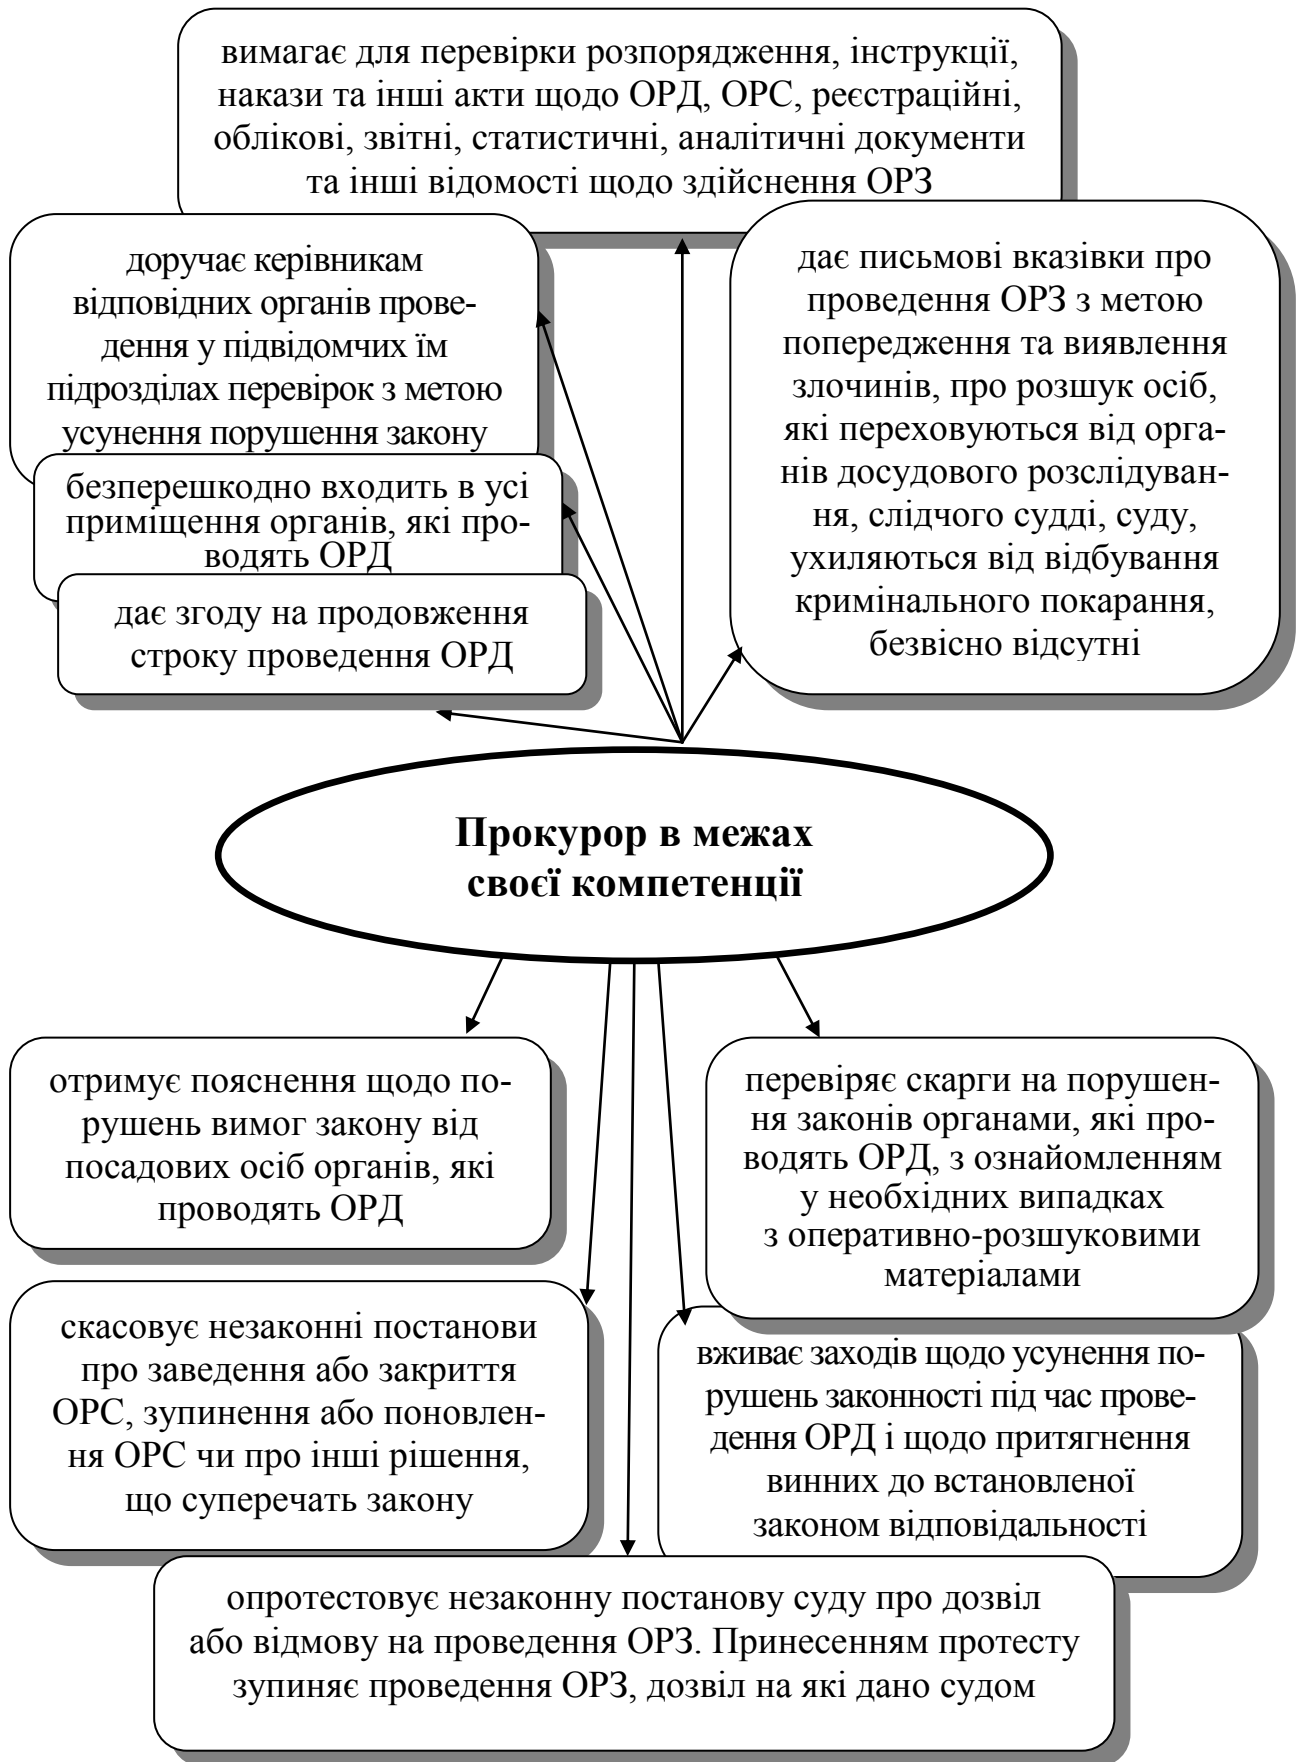 вимагає для перевірки розпорядження, інструкції,
накази та інші акти щодо ОРД, ОРС, реєстраційні,
облікові, звітні, статистичні, аналітичні документи
та інші відомості щодо здійснення ОРЗ
доручає керівникам
відповідних органів прове-
дення у підвідомчих їм
підрозділах перевірок з метою
усунення порушення закону
безперешкодно входить в усі
приміщення органів, які про-
водять ОРД
дає згоду на продовження
строку проведення ОРД
дає письмові вказівки про
проведення ОРЗ з метою
попередження та виявлення
злочинів, про розшук осіб,
які переховуються від орга-
нів досудового розслідуван-
ня, слідчого судді, суду,
ухиляються від відбування
кримінального покарання,
безвісно відсутні
Прокурор в межах
своєї компетенції
отримує пояснення щодо по-
рушень вимог закону від
посадових осіб органів, які
проводять ОРД
перевіряє скарги на порушен-
ня законів органами, які про-
водять ОРД, з ознайомленням
у необхідних випадках
з оперативно-розшуковими
матеріалами
скасовує незаконні постанови
про заведення або закриття
ОРС, зупинення або поновлен-
ня ОРС чи про інші рішення,
що суперечать закону
вживає заходів щодо усунення по-
рушень законності під час прове-
дення ОРД і щодо притягнення
винних до встановленої
законом відповідальності
опротестовує незаконну постанову суду про дозвіл
або відмову на проведення ОРЗ. Принесенням протесту
зупиняє проведення ОРЗ, дозвіл на які дано судом